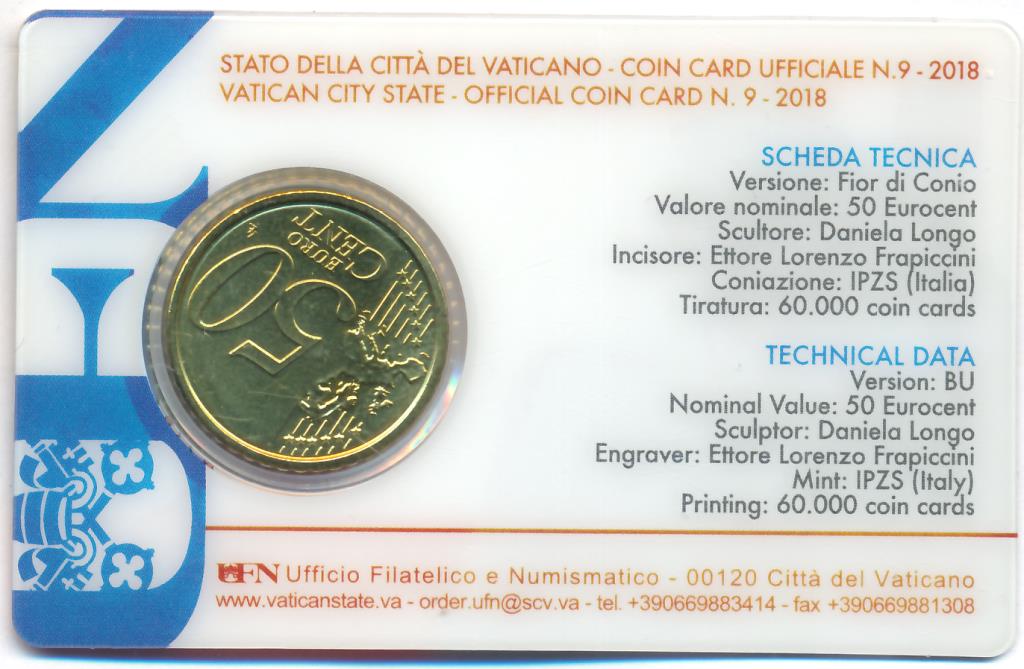 STATO DELLA CITTÀ DEL VATICANO - COIN CARD UFFICIALE N.9 - 2018
VATICAN CITY STATE - OFFICIAL COIN CARD N. 9 - 2018
SCHEDA TECNICA
Versione: Fior di Conio
Valore nominale: 50 Eurocent
Scultore: Daniela Longo
Incisore: Ettore Lorenzo Frapiccini
Coniazione: IPZS (Italia)
Tiratura: 60.000 coin cards
TECHNICAL DATA
Version: BU
Nominal Value: 50 Eurocent
Sculptor: Daniela Longo
Engraver: Ettore Lorenzo Frapiccini
Mint: IPZS (Italy)
Printing: 60.000 coin cards
50
EURO
CENT
UFN Ufficio Filatelico e Numismatico - 00120 Città del Vaticano
www.vaticanstate.va - order.ufn@scv.va - tel. +390669883414 - fax +390669881308